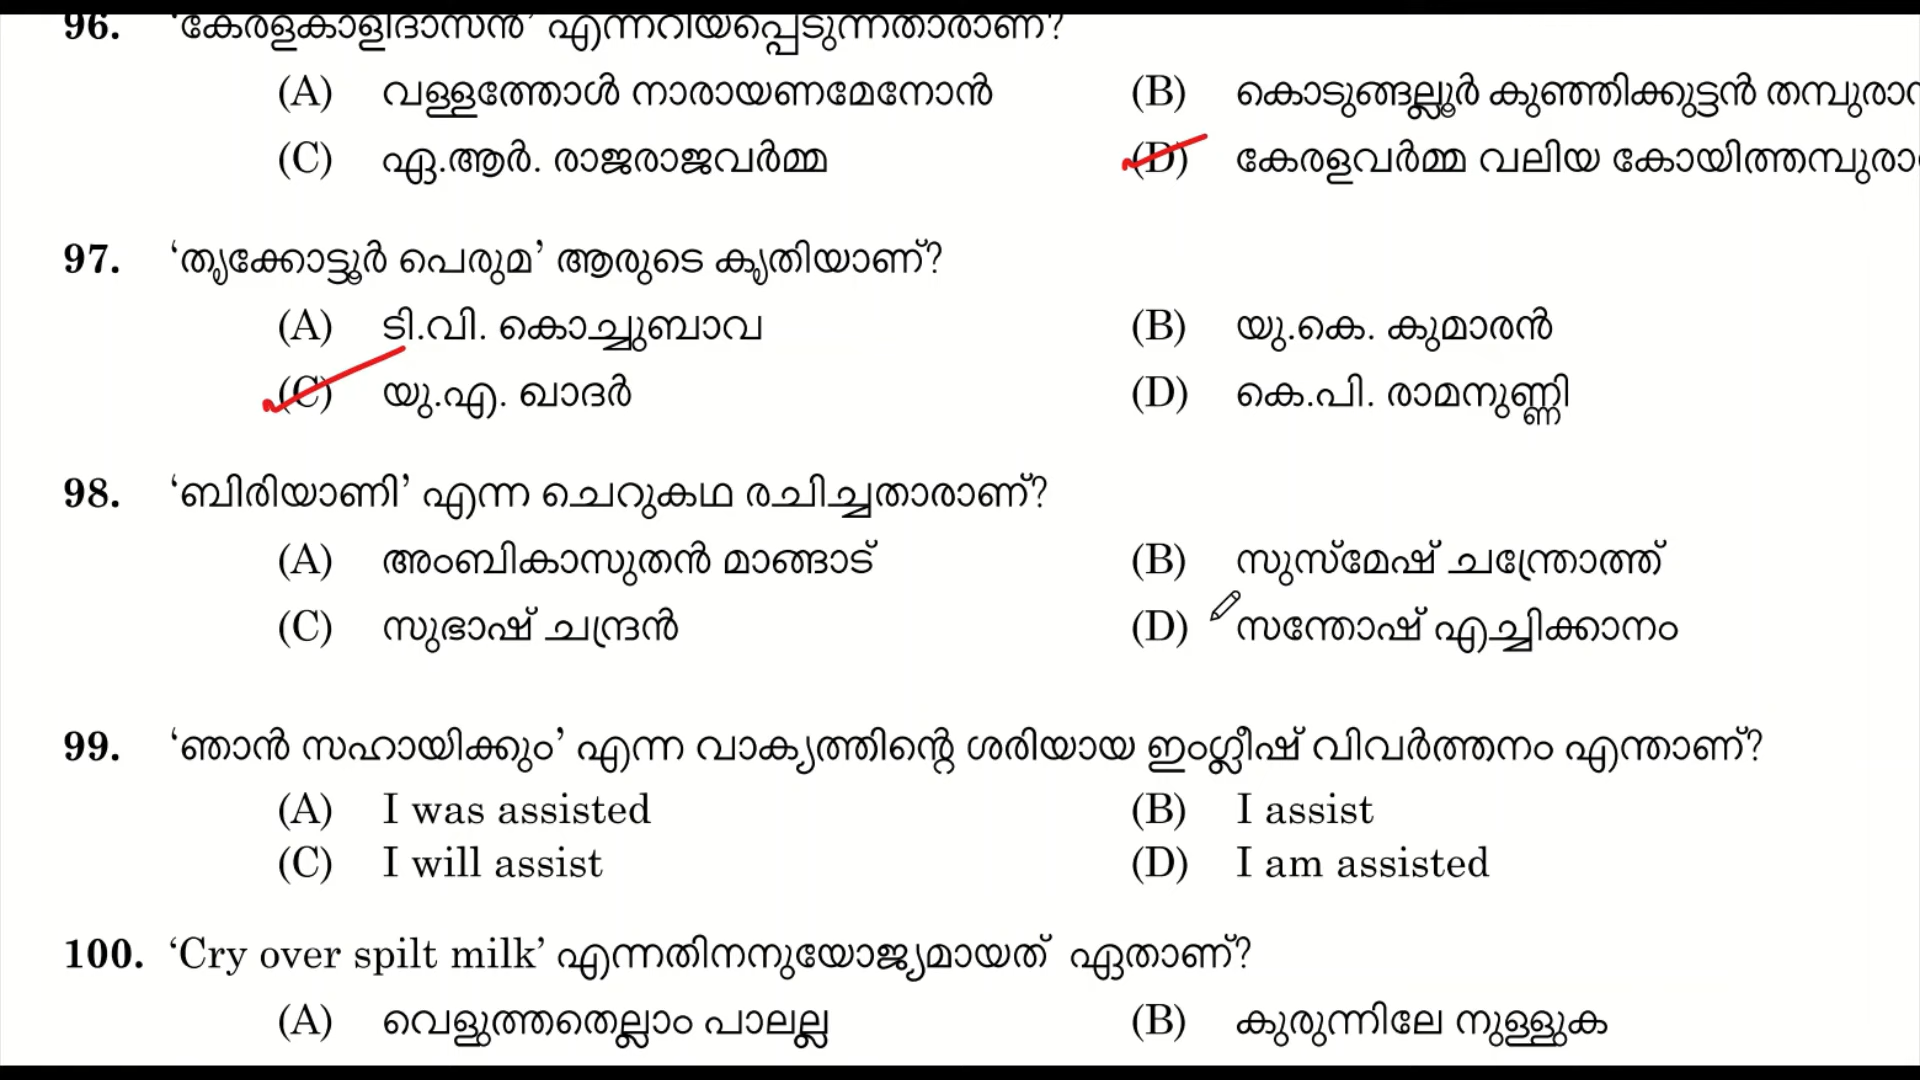 96. 'കേരളകാളിദാസൻ' എന്നറിയപ്പെടുന്നതാരാണ്?
(A) വള്ളത്തോൾ നാരായണമേനോൻ (B) കൊടുങ്ങല്ലൂർ കുഞ്ഞിക്കുട്ടൻ
(C) ഏ.ആർ. രാജരാജവർമ്മ (D) കേരളവർമ്മ വലിയ
97. 'തൃക്കോട്ടൂർ പെരുമ' ആരുടെ കൃതിയാണ്?
(A) ടി.വി. കൊച്ചുബാവ (B) യു.കെ. കുമാരൻ
(C) യു.എ. ഖാദർ (D) കെ.പി. രാമനുണ്ണി
98. 'ബിരിയാണി' എന്ന ചെറുകഥ രചിച്ചതാരാണ്?
(A) അംബികാസുതൻ മാങ്ങാട് (B) സുസ്മേഷ് ചന്ത്രോത്ത്
(C) സുഭാഷ് ചന്ദ്രൻ (D) സന്തോഷ് എച്ചിക്കാനം
99. 'ഞാൻ സഹായിക്കും' എന്ന വാക്യത്തിന്റെ ശരിയായ ഇംഗ്ലീഷ് വിവർത്തനം എന്താണ്?
(A) I was assisted (B) I assist
(C) I will assist (D) I am assisted
100. 'Cry over spilt milk' എന്നതിനനുയോജ്യമായത് ഏതാണ്?
(A) വെളുത്തതെല്ലാം പാലല്ല (B) കുരുന്നിലേ നുള്ളുക